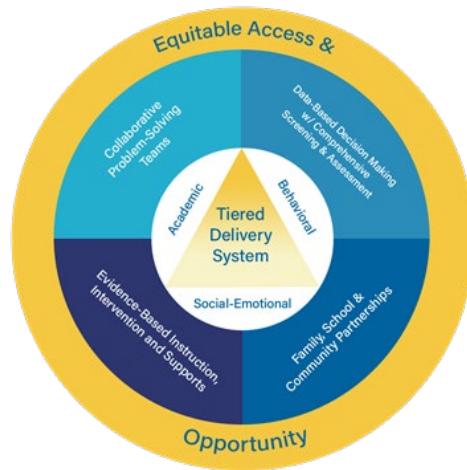 Equitable Access &
Collaborative
Problem-Solving
Teams
Data-Based Decision Making
w/ Comprehensive
Screening & Assessment
Academic
Behavioral
Tiered
Delivery
System
Social-Emotional
Evidence-Based Instruction,
Intervention and Supports
Family, School &
Community Partnerships
Opportunity